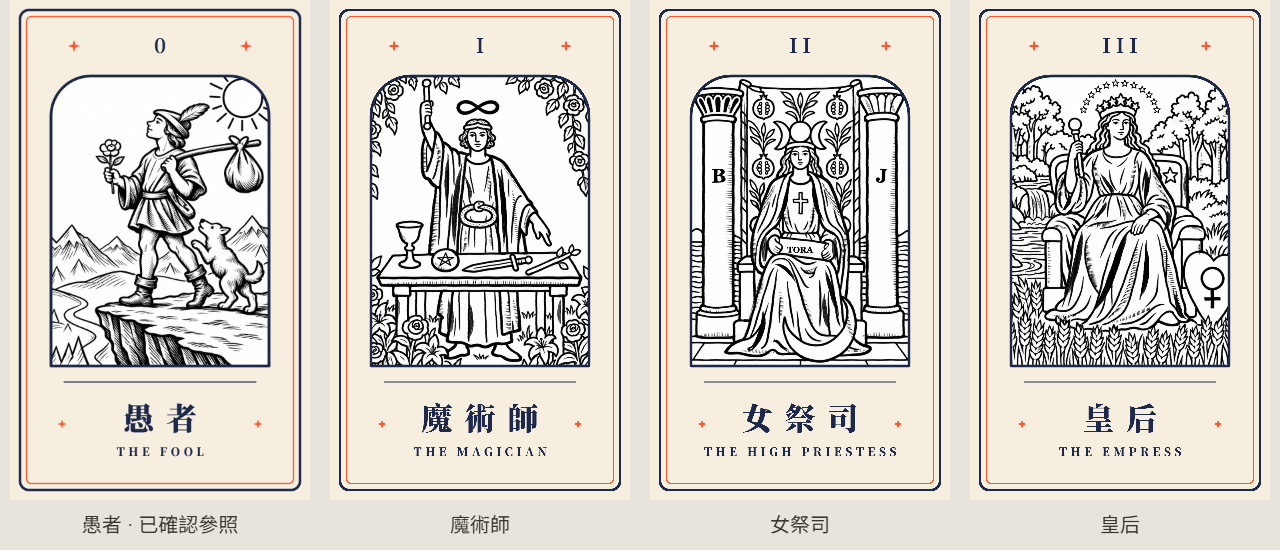 0
愚者
THE FOOL
愚者 · 已確認參照
I
魔術師
THE MAGICIAN
魔術師
II
B
J
TORA
女祭司
THE HIGH PRIESTESS
女祭司
III
皇后
THE EMPRESS
皇后